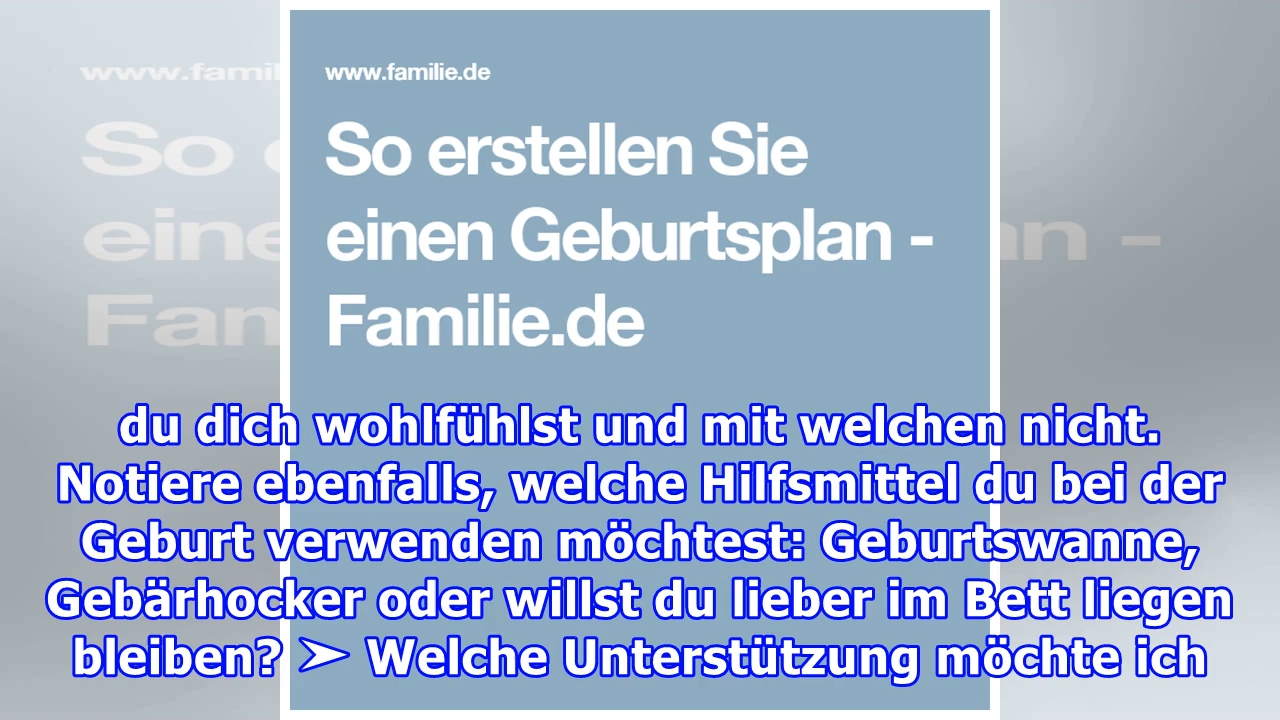 www.familie.de
So erstellen Sie
einen Geburtsplan -
Familie.de
du dich wohlfühlst und mit welchen nicht.
Notiere ebenfalls, welche Hilfsmittel du bei der
Geburt verwenden möchtest: Geburtswanne,
Gebärhocker oder willst du lieber im Bett liegen
bleiben? ➤ Welche Unterstützung möchte ich